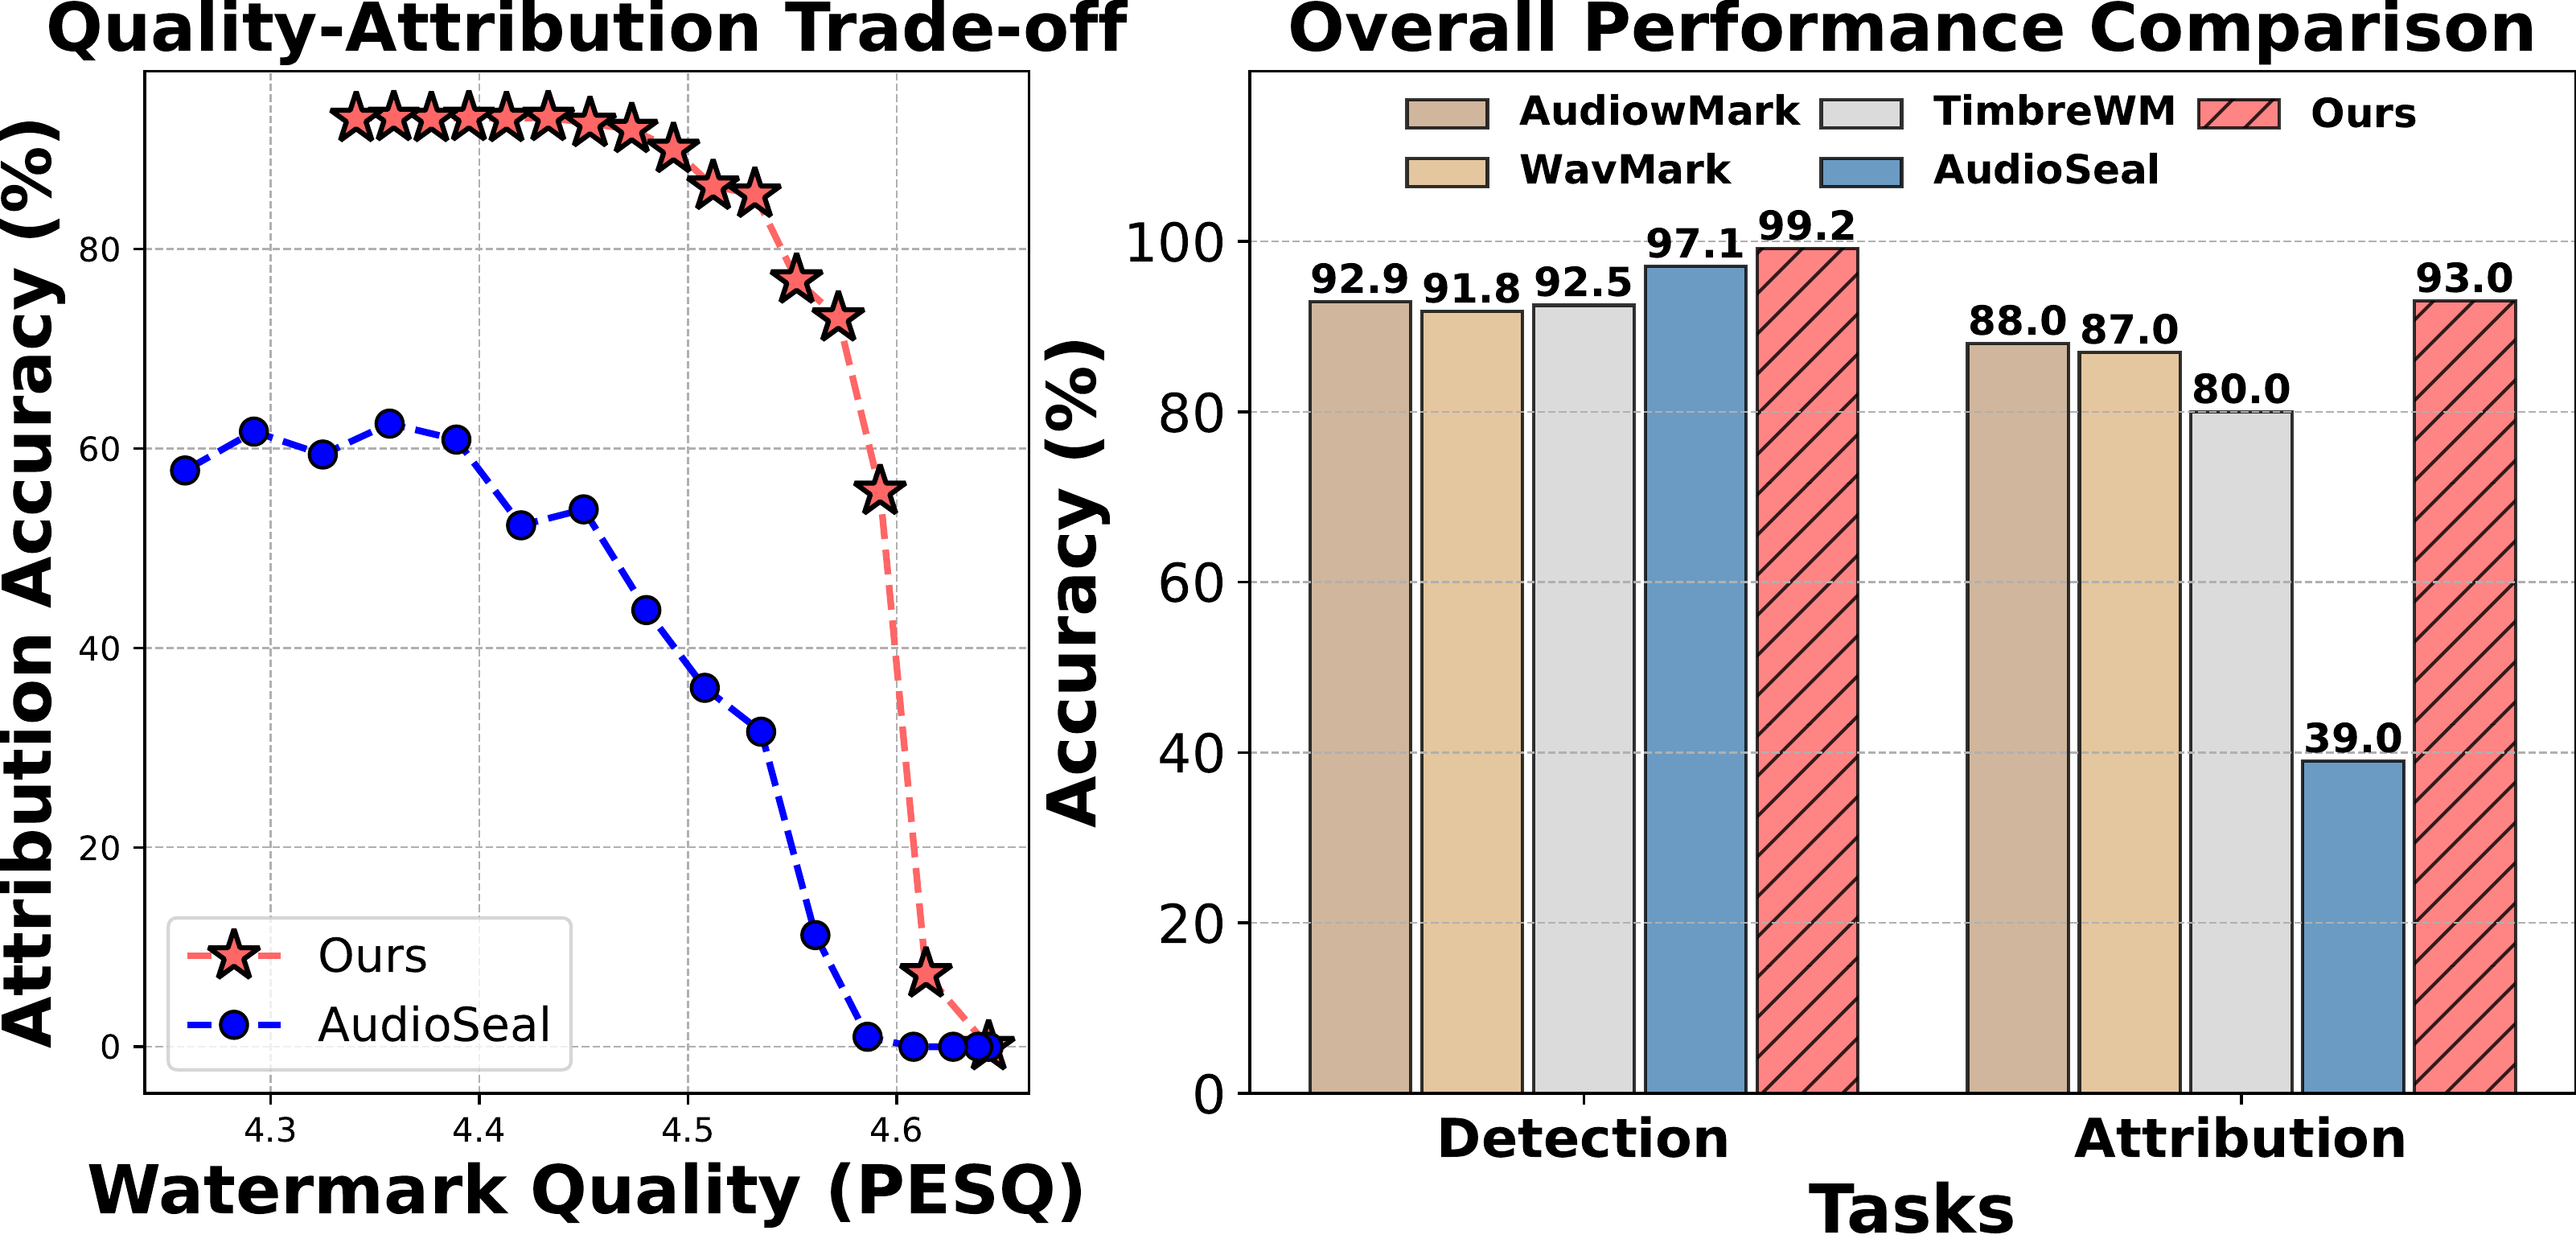 Quality-Attribution Trade-off
Attribution Accuracy (%)
80
60
40
20
0
Ours
AudioSeal
4.3 4.4 4.5 4.6
Watermark Quality (PESQ)
Overall Performance Comparison
AudiowMark TimbreWM Ours
WavMark AudioSeal
Accuracy (%)
100
80
60
40
20
0
92.9 91.8 92.5 97.1 99.2
88.0 87.0 80.0 39.0 93.0
Detection Attribution
Tasks